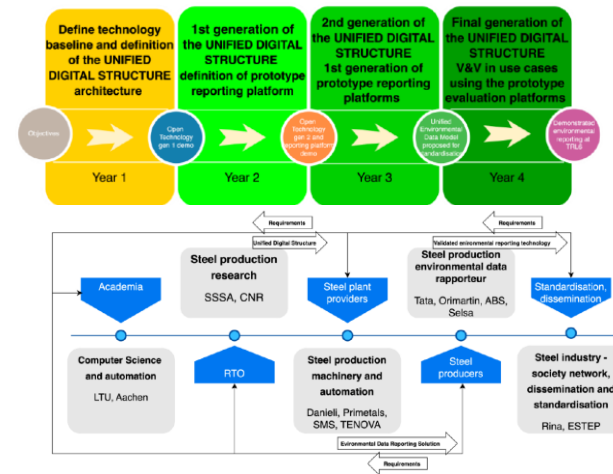 Define technology
baseline and definition
of the UNIFIED
DIGITAL STRUCTURE
architecture
1st generation of
the UNIFIED DIGITAL
STRUCTURE
definition of prototype
reporting platform
2nd generation of
the UNIFIED DIGITAL
STRUCTURE
1st generation of
prototype reporting
platforms
Final generation of
the UNIFIED DIGITAL
STRUCTURE
V&V in use cases
using the prototype
evaluation platforms
Objectives
Open
Technology
gen 1 demo
Open
Technology
gen 2 and
reporting platform
demo
Unified
Environmental
Data Model
proposed for
standardisation
Demonstrated
environmental
reporting at
TRL6
Year 1
Year 2
Year 3
Year 4
Requirements
Requirements
Unified Digital Structure
Validated environmental reporting technology
Academia
Steel production
research
SSSA, CNR
Steel plant
providers
Steel production
environmental data
rapporteur
Tata, Orimartin, ABS,
Selsa
Standardisation,
dissemination
Computer Science
and automation
LTU, Aachen
RTO
Steel production
machinery and
automation
Danieli, Primetals,
SMS, TENOVA
Steel
producers
Steel industry -
society network,
dissemination and
standardisation
Rina, ESTEP
Evironmental Data Reporting Solution
Requirements